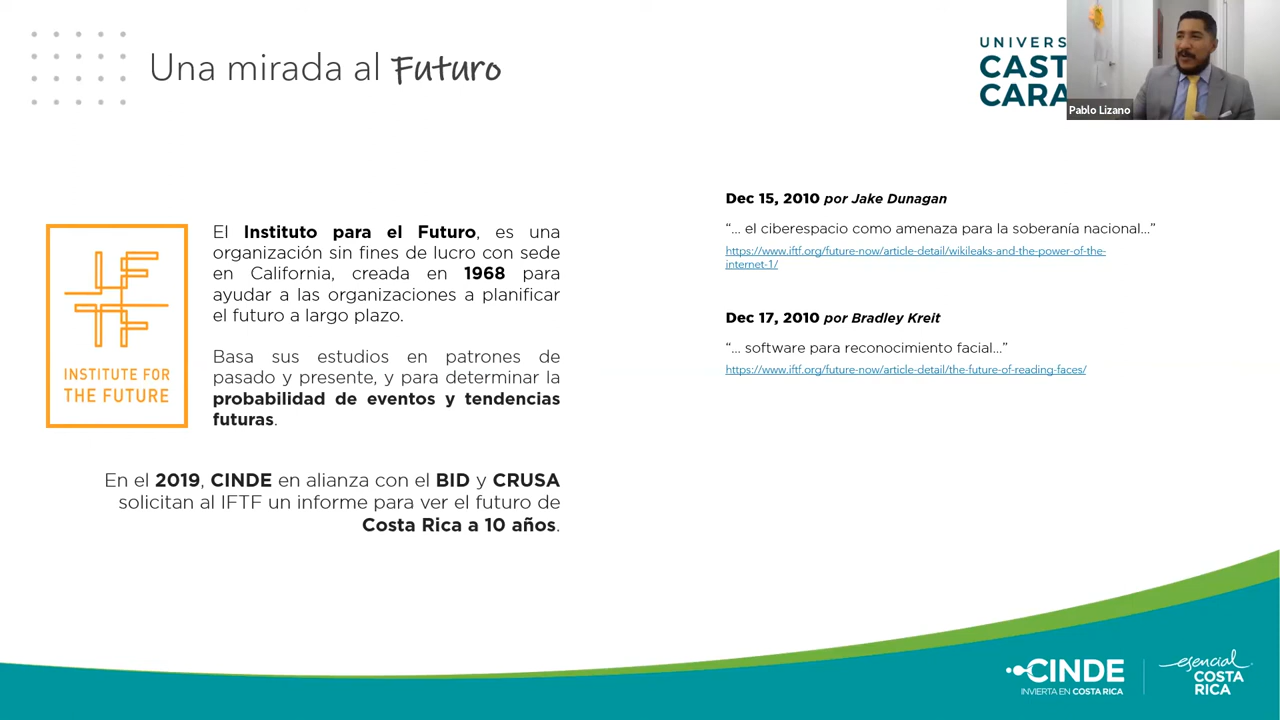 Una mirada al Futuro
UNIVERS
CAST
CARA
Pablo Lizano
INSTITUTE FOR
THE FUTURE
El Instituto para el Futuro, es una
organización sin fines de lucro con sede
en California, creada en 1968 para
ayudar a las organizaciones a planificar
el futuro a largo plazo.
Basa sus estudios en patrones de
pasado y presente, y para determinar la
probabilidad de eventos y tendencias
futuras.
En el 2019, CINDE en alianza con el BID y CRUSA
solicitan al IFTF un informe para ver el futuro de
Costa Rica a 10 años.
Dec 15, 2010 por Jake Dunagan
“... el ciberespacio como amenaza para la soberanía nacional...”
https://www.iftf.org/future-now/article-detail/wikileaks-and-the-power-of-the-
internet-1/
Dec 17, 2010 por Bradley Kreit
“... software para reconocimiento facial...”
https://www.iftf.org/future-now/article-detail/the-future-of-reading-faces/
CINDE
INVIERTA EN COSTA RICA
esencial
COSTA
RICA